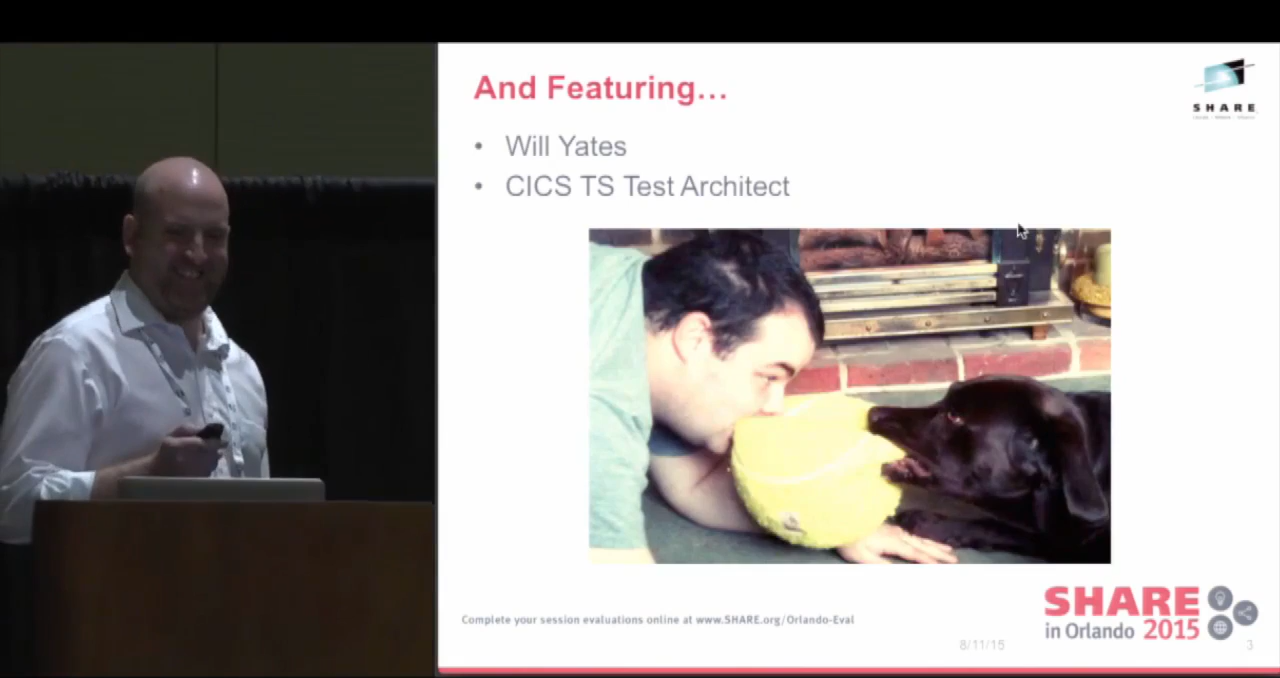 And Featuring...
SHARE
• Will Yates
• CICS TS Test Architect
Complete your session evaluations online at www.SHARE.org/Orlando-Eval
SHARE
in Orlando 2015
8/11/15
3